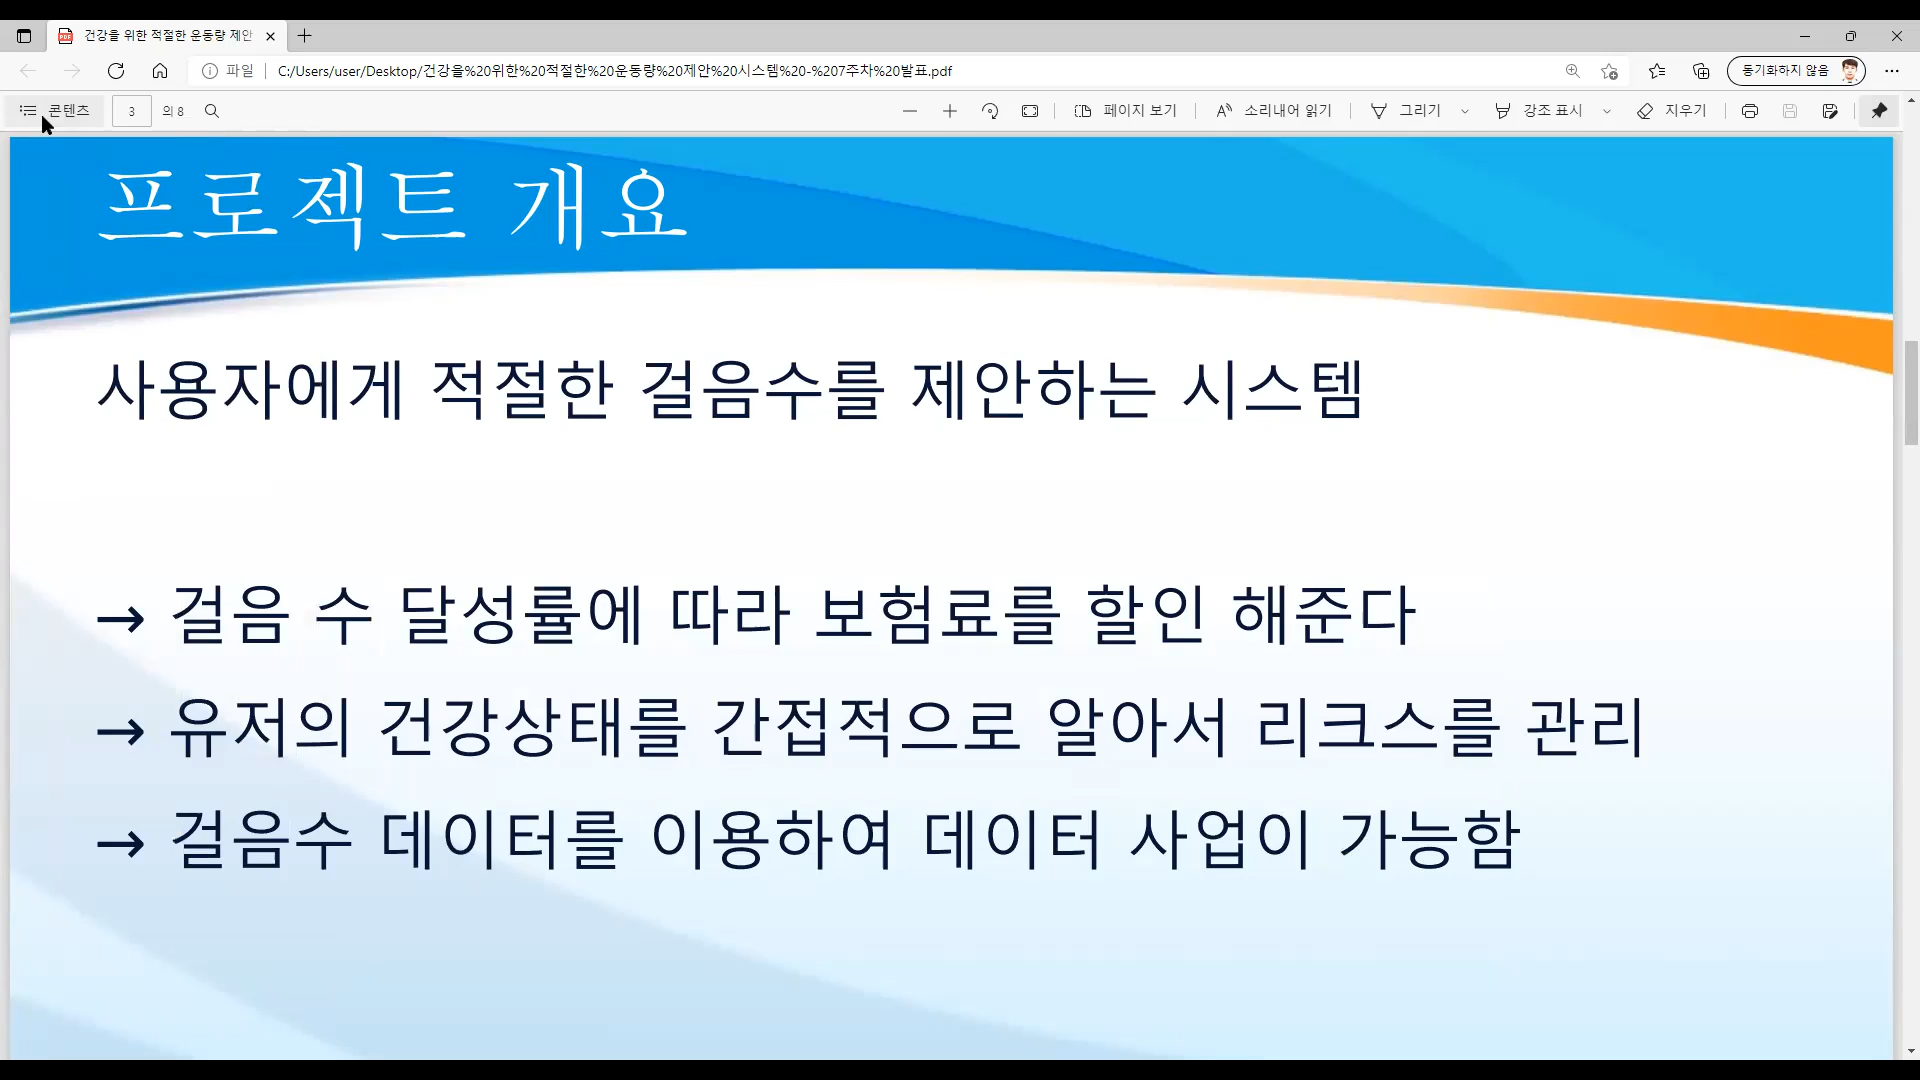 건강을 위한 적절한 운동량 제안
파일 C:/Users/user/Desktop/건강을%20위한%20적절한%20운동량%20제안%20시스템%20-%207주차%20발표.pdf 동기화하지 않음
콘텐츠 3 의 8 페이지 보기 소리내어 읽기 그리기 강조 표시 지우기
프로젝트 개요
사용자에게 적절한 걸음수를 제안하는 시스템
→ 걸음 수 달성률에 따라 보험료를 할인 해준다
→ 유저의 건강상태를 간접적으로 알아서 리크스를 관리
→ 걸음수 데이터를 이용하여 데이터 사업이 가능함